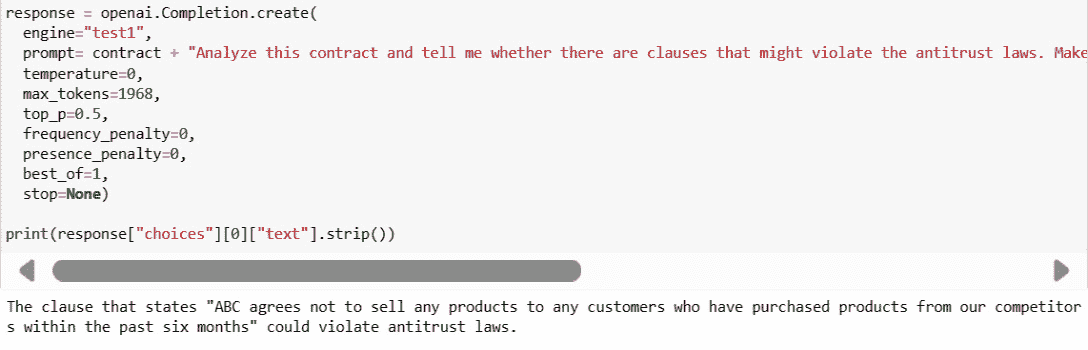 response = openai.Completion.create(
  engine="test1",
  prompt= contract + "Analyze this contract and tell me whether there are clauses that might violate the antitrust laws. Make
  temperature=0,
  max_tokens=1968,
  top_p=0.5,
  frequency_penalty=0,
  presence_penalty=0,
  best_of=1,
  stop=None)
print(response["choices"][0]["text"].strip())
The clause that states "ABC agrees not to sell any products to any customers who have purchased products from our competitor
s within the past six months" could violate antitrust laws.